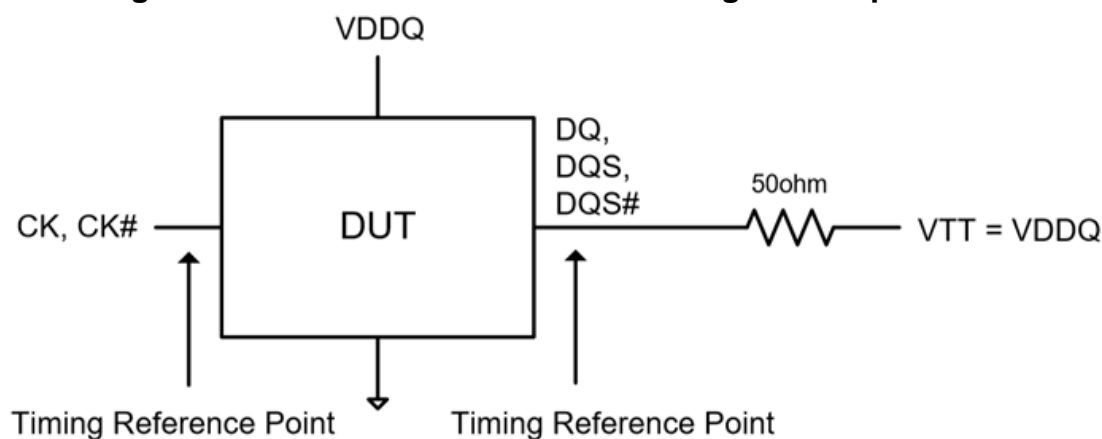 VDDQ
DQ,
DQS,
DQS#
50ohm
CK, CK#
DUT
VTT = VDDQ
Timing Reference Point
Timing Reference Point